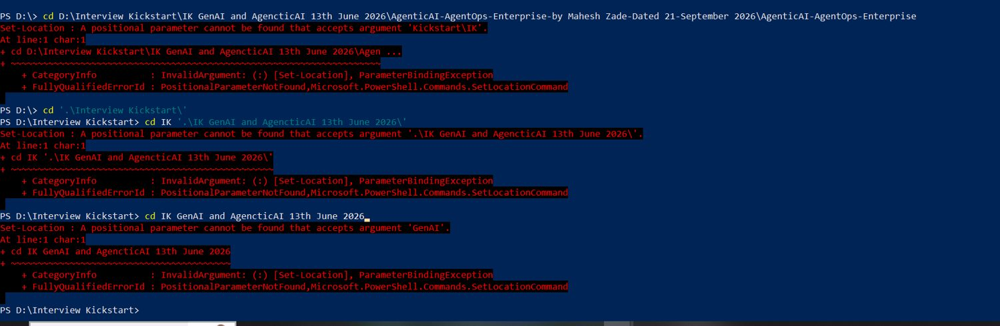 PS D:\> cd D:\Interview Kickstart\IK GenAI and AgencticAI 13th June 2026\AgenticAI-AgentOps-Enterprise-by Mahesh Zade-Dated 21-September 2026\AgenticAI-AgentOps-Enterprise
Set-Location : A positional parameter cannot be found that accepts argument 'Kickstart\IK'.
At line:1 char:1
+ cd D:\Interview Kickstart\IK GenAI and AgencticAI 13th June 2026\Agen ...
+ ~~~~~~~~~~~~~~~~~~~~~~~~~~~~~~~~~~~~~~~~~~~~~~~~~~~~~~~~~~~~~~~~~~~~~
    + CategoryInfo          : InvalidArgument: (:) [Set-Location], ParameterBindingException
    + FullyQualifiedErrorId : PositionalParameterNotFound,Microsoft.PowerShell.Commands.SetLocationCommand
PS D:\> cd '.\Interview Kickstart\'
PS D:\Interview Kickstart> cd IK '.\IK GenAI and AgencticAI 13th June 2026\'
Set-Location : A positional parameter cannot be found that accepts argument '.\IK GenAI and AgencticAI 13th June 2026\'.
At line:1 char:1
+ cd IK '.\IK GenAI and AgencticAI 13th June 2026\'
+ ~~~~~~~~~~~~~~~~~~~~~~~~~~~~~~~~~~~~~~~~~~~~~~~~~
    + CategoryInfo          : InvalidArgument: (:) [Set-Location], ParameterBindingException
    + FullyQualifiedErrorId : PositionalParameterNotFound,Microsoft.PowerShell.Commands.SetLocationCommand
PS D:\Interview Kickstart> cd IK GenAI and AgencticAI 13th June 2026
Set-Location : A positional parameter cannot be found that accepts argument 'GenAI'.
At line:1 char:1
+ cd IK GenAI and AgencticAI 13th June 2026
+ ~~~~~~~~~~~~~~~~~~~~~~~~~~~~~~~~~~~~~~~~~
    + CategoryInfo          : InvalidArgument: (:) [Set-Location], ParameterBindingException
    + FullyQualifiedErrorId : PositionalParameterNotFound,Microsoft.PowerShell.Commands.SetLocationCommand
PS D:\Interview Kickstart>